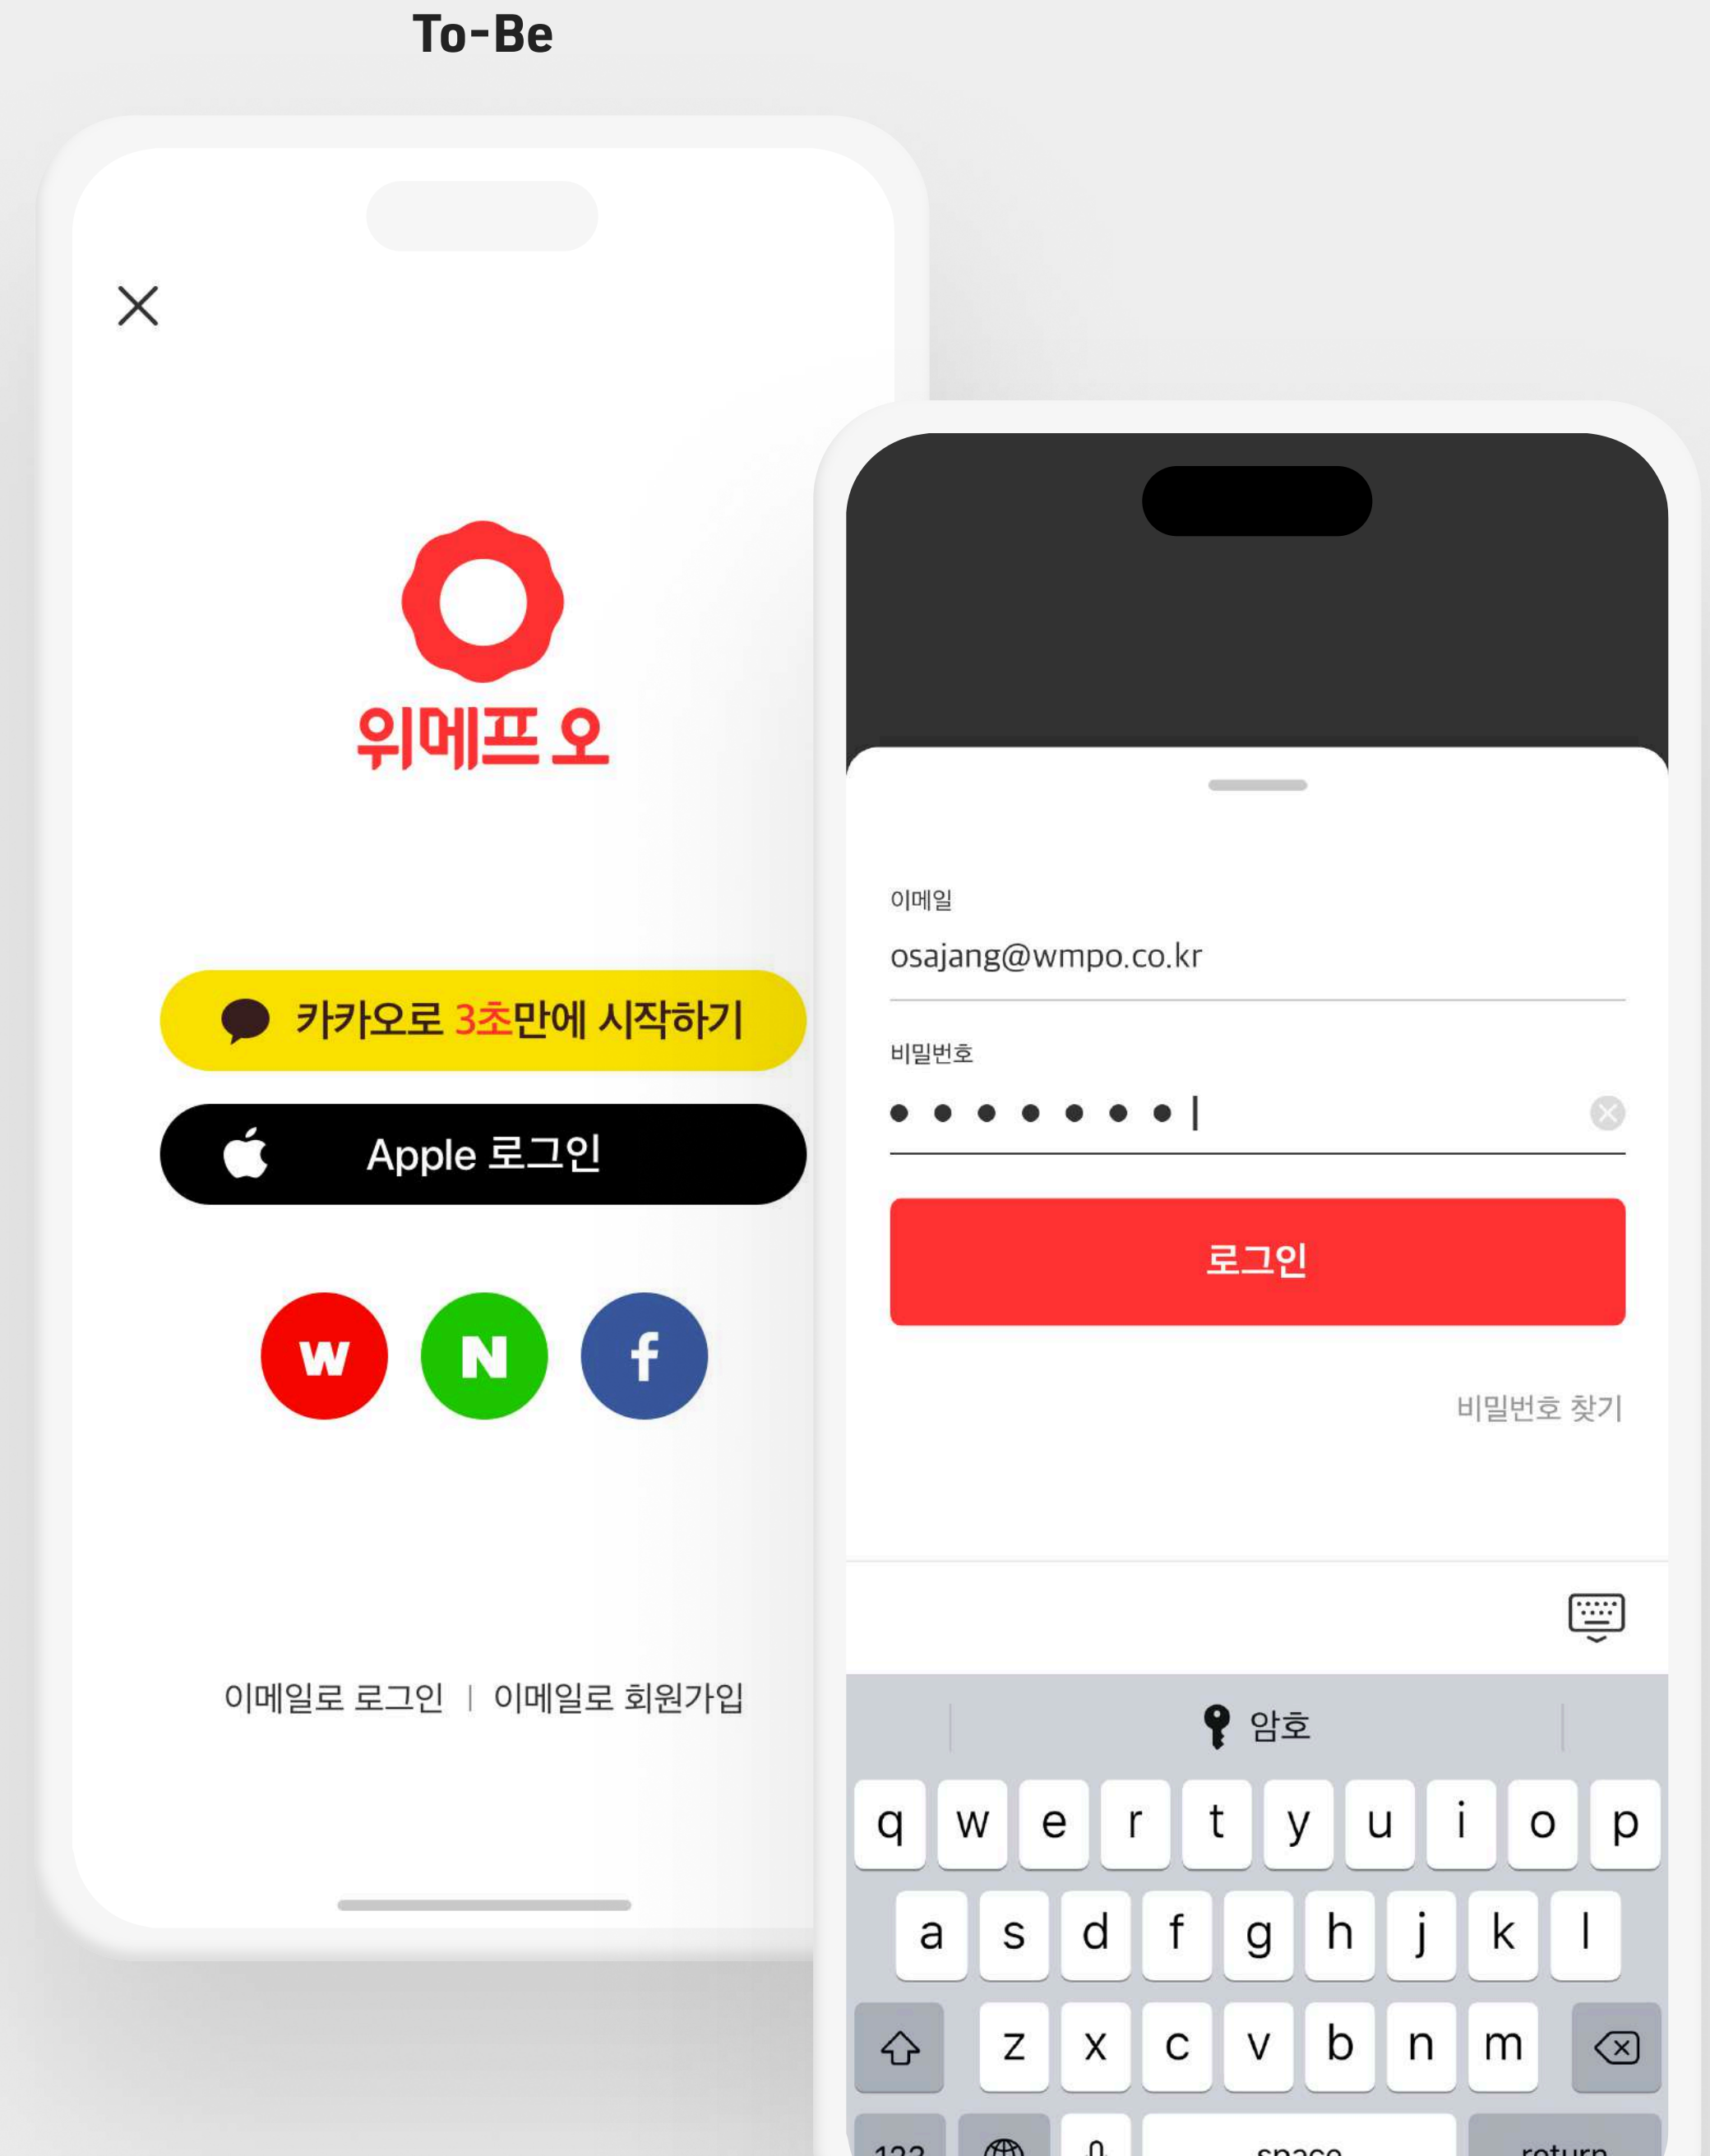 To-Be
위메프 오
카카오로 3초만에 시작하기
Apple 로그인
W N f
이메일로 로그인 | 이메일로 회원가입
이메일
osajang@wmpo.co.kr
비밀번호
로그인
비밀번호 찾기
암호
q w e r t y u i o p
a s d f g h j k l
z x c v b n m
123 space return